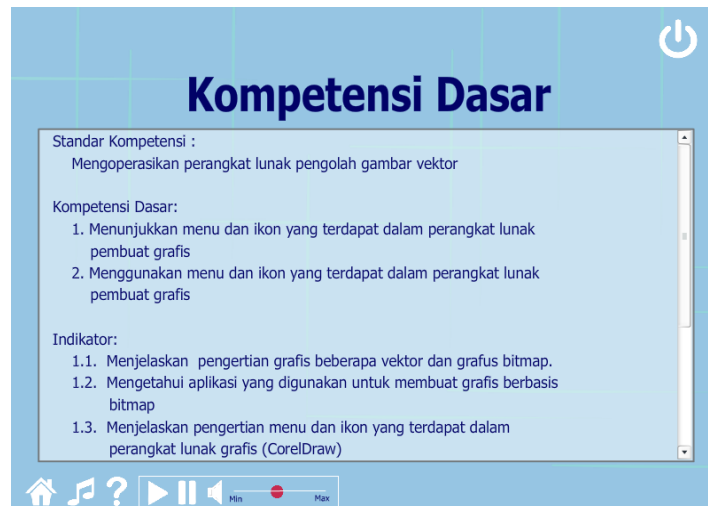 Kompetensi Dasar
Standar Kompetensi :
Mengoperasikan perangkat lunak pengolah gambar vektor
Kompetensi Dasar:
1. Menunjukkan menu dan ikon yang terdapat dalam perangkat lunak
pembuat grafis
2. Menggunakan menu dan ikon yang terdapat dalam perangkat lunak
pembuat grafis
Indikator:
1.1. Menjelaskan pengertian grafis beberapa vektor dan grafus bitmap.
1.2. Mengetahui aplikasi yang digunakan untuk membuat grafis berbasis
bitmap
1.3. Menjelaskan pengertian menu dan ikon yang terdapat dalam
perangkat lunak grafis (CorelDraw)
Min Max